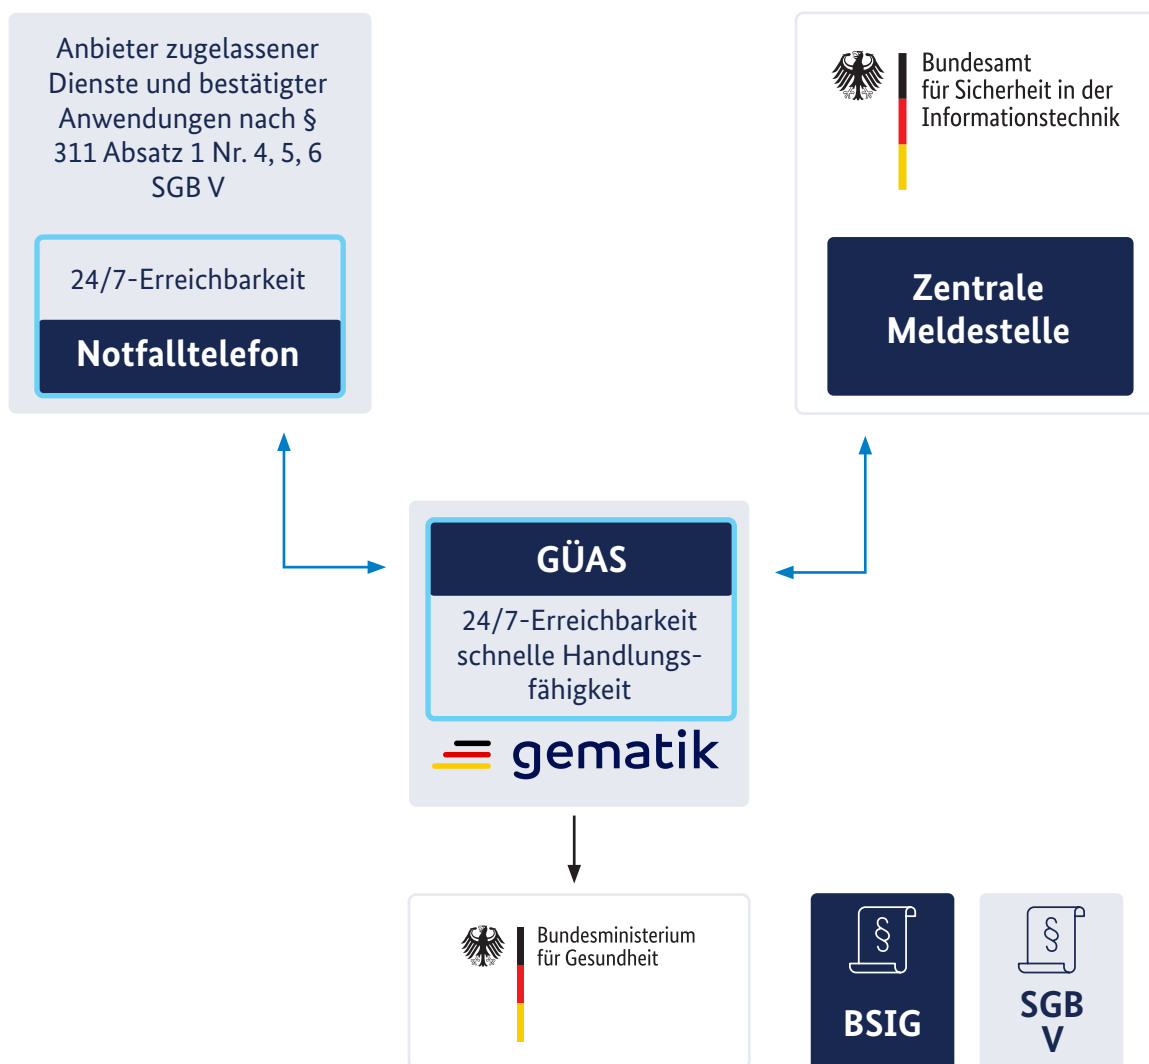 Anbieter zugelassener
Dienste und bestätigter
Anwendungen nach §
311 Absatz 1 Nr. 4, 5, 6
SGB V
24/7-Erreichbarkeit
Notfalltelefon
Bundesamt
für Sicherheit in der
Informationstechnik
Zentrale
Meldestelle
GÜAS
24/7-Erreichbarkeit
schnelle Handlungs-
fähigkeit
gematik
Bundesministerium
für Gesundheit
§
BSIG
§
SGB
V